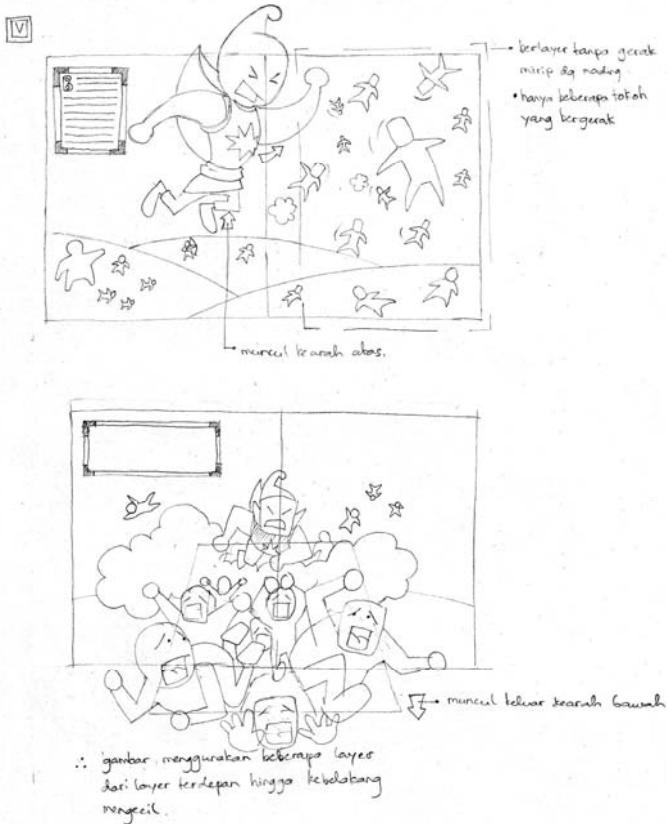 V
berlayer tanpa gerak
mirip dg mading.
• hanya beberapa tokoh
yang bergerak
muncul kearah atas.
muncul keluar kearah bawah
∴ gambar menggunakan beberapa layer
dari layer terdepan hingga kebelakang
mengecil.